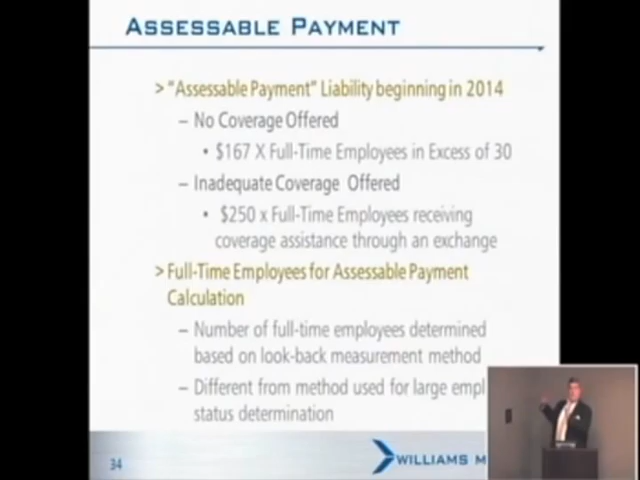 ASSESSABLE PAYMENT
> "Assessable Payment" Liability beginning in 2014
– No Coverage Offered
• $167 X Full-Time Employees in Excess of 30
– Inadequate Coverage Offered
• $250 x Full-Time Employees receiving
coverage assistance through an exchange
> Full-Time Employees for Assessable Payment
Calculation
– Number of full-time employees determined
based on look-back measurement method
– Different from method used for large empl
status determination
34
WILLIAMS M